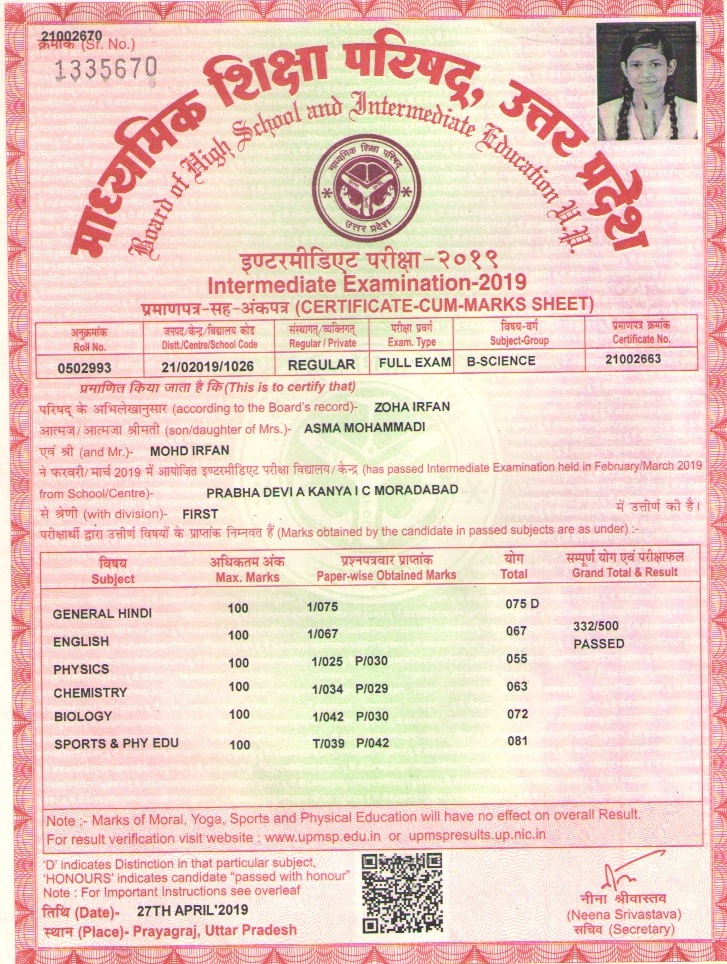 21002670
क्रमांक (Sr. No.)
1335670
माध्यमिक शिक्षा परिषद्, उत्तर प्रदेश
Board of High School and Intermediate Education U.P.
माध्यमिक शिक्षा परिषद्
उत्तर प्रदेश
इण्टरमीडिएट परीक्षा-२०१९
Intermediate Examination-2019
प्रमाणपत्र-सह-अंकपत्र (CERTIFICATE-CUM-MARKS SHEET)
अनुक्रमांक जनपद/केन्द्र/विद्यालय कोड संस्थागत/व्यक्तिगत् परीक्षा प्रवर्ग विषय-वर्ग प्रमाणपत्र क्रमांक
Roll No. Distt./Centre/School Code Regular / Private Exam. Type Subject-Group Certificate No.
0502993 21/02019/1026 REGULAR FULL EXAM B-SCIENCE 21002663
प्रमाणित किया जाता है कि (This is to certify that)
परिषद् के अभिलेखानुसार (according to the Board's record)- ZOHA IRFAN
आत्मज/आत्मजा श्रीमती (son/daughter of Mrs.)- ASMA MOHAMMADI
एवं श्री (and Mr.)- MOHD IRFAN
ने फरवरी/मार्च 2019 में आयोजित इण्टरमीडिएट परीक्षा विद्यालय/केन्द्र (has passed Intermediate Examination held in February/March 2019
from School/Centre)- PRABHA DEVI A KANYA I C MORADABAD
से श्रेणी (with division)- FIRST में उत्तीर्ण की है।
परीक्षार्थी द्वारा उत्तीर्ण विषयों के प्राप्तांक निम्नवत हैं (Marks obtained by the candidate in passed subjects are as under) :-
विषय अधिकतम अंक प्रश्नपत्रवार प्राप्तांक योग सम्पूर्ण योग एवं परीक्षाफल
Subject Max. Marks Paper-wise Obtained Marks Total Grand Total & Result
GENERAL HINDI 100 1/075 075 D
ENGLISH 100 1/067 067 332/500
PASSED
PHYSICS 100 1/025 P/030 055
CHEMISTRY 100 1/034 P/029 063
BIOLOGY 100 1/042 P/030 072
SPORTS & PHY EDU 100 T/039 P/042 081
Note :- Marks of Moral, Yoga, Sports and Physical Education will have no effect on overall Result.
For result verification visit website : www.upmsp.edu.in or upmspresults.up.nic.in
'D' indicates Distinction in that particular subject,
'HONOURS' indicates candidate "passed with honour"
Note : For Important Instructions see overleaf
तिथि (Date)- 27TH APRIL'2019
स्थान (Place)- Prayagraj, Uttar Pradesh
नीना श्रीवास्तव
(Neena Srivastava)
सचिव (Secretary)